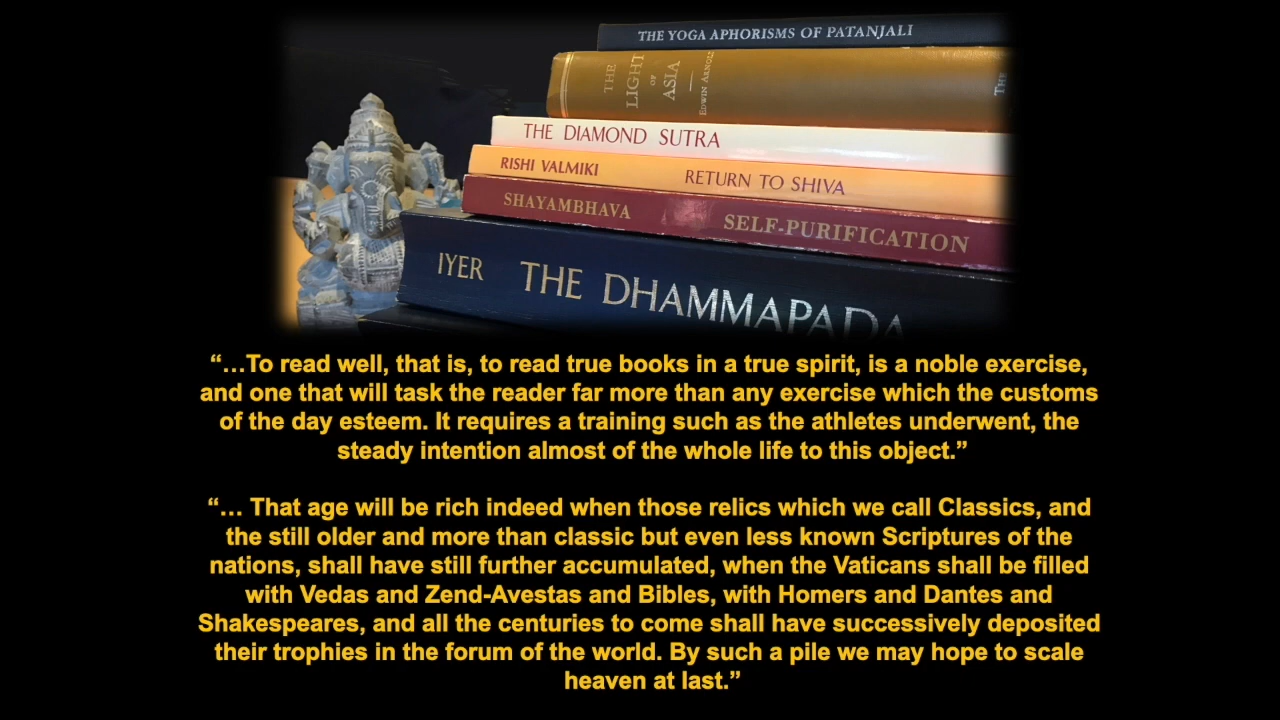 THE YOGA APHORISMS OF PATANJALI
THE LIGHT OF ASIA — EDWIN ARNOLD THE
THE DIAMOND SUTRA
RISHI VALMIKI RETURN TO SHIVA
SHAYAMBHAVA SELF-PURIFICATION
IYER THE DHAMMAPADA
“…To read well, that is, to read true books in a true spirit, is a noble exercise,
and one that will task the reader far more than any exercise which the customs
of the day esteem. It requires a training such as the athletes underwent, the
steady intention almost of the whole life to this object.”
“… That age will be rich indeed when those relics which we call Classics, and
the still older and more than classic but even less known Scriptures of the
nations, shall have still further accumulated, when the Vaticans shall be filled
with Vedas and Zend-Avestas and Bibles, with Homers and Dantes and
Shakespeares, and all the centuries to come shall have successively deposited
their trophies in the forum of the world. By such a pile we may hope to scale
heaven at last.”